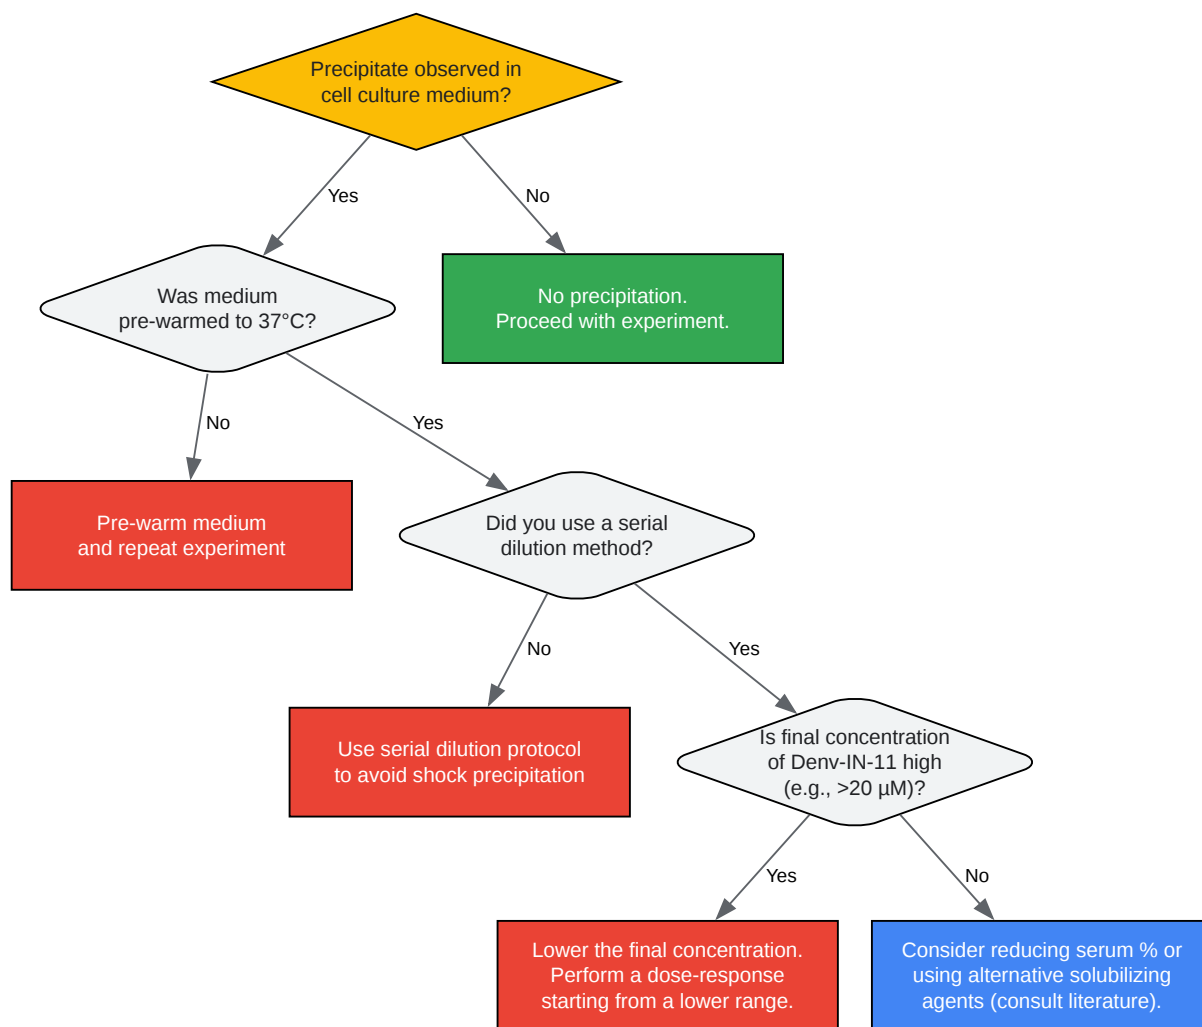 Precipitate observed in
cell culture medium?
Yes
No
Was medium
pre-warmed to 37°C?
No precipitation.
Proceed with experiment.
No
Yes
Pre-warm medium
and repeat experiment
Did you use a serial
dilution method?
No
Yes
Use serial dilution protocol
to avoid shock precipitation
Is final concentration
of Denv-IN-11 high
(e.g., >20 µM)?
Yes
No
Lower the final concentration.
Perform a dose-response
starting from a lower range.
Consider reducing serum % or
using alternative solubilizing
agents (consult literature).